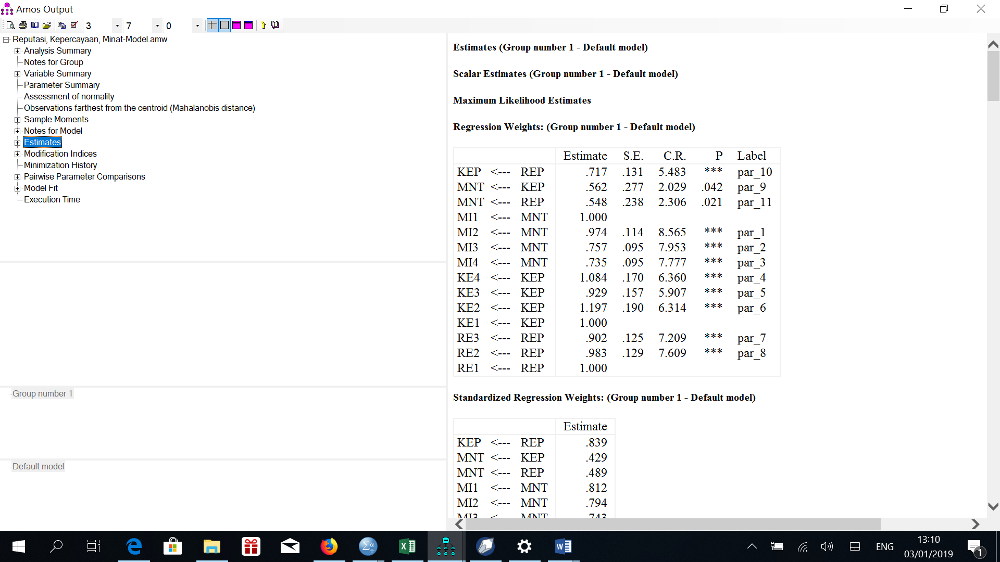 Amos Output
3 7 0
Reputasi, Kepercayaan, Minat-Model.amw
Analysis Summary
Notes for Group
Variable Summary
Parameter Summary
Assessment of normality
Observations farthest from the centroid (Mahalanobis distance)
Sample Moments
Notes for Model
Estimates
Modification Indices
Minimization History
Pairwise Parameter Comparisons
Model Fit
Execution Time
Group number 1
Default model
Estimates (Group number 1 - Default model)
Scalar Estimates (Group number 1 - Default model)
Maximum Likelihood Estimates
Regression Weights: (Group number 1 - Default model)
Estimate S.E. C.R. P Label
KEP <--- REP .717 .131 5.483 *** par_10
MNT <--- KEP .562 .277 2.029 .042 par_9
MNT <--- REP .548 .238 2.306 .021 par_11
MI1 <--- MNT 1.000
MI2 <--- MNT .974 .114 8.565 *** par_1
MI3 <--- MNT .757 .095 7.953 *** par_2
MI4 <--- MNT .735 .095 7.777 *** par_3
KE4 <--- KEP 1.084 .170 6.360 *** par_4
KE3 <--- KEP .929 .157 5.907 *** par_5
KE2 <--- KEP 1.197 .190 6.314 *** par_6
KE1 <--- KEP 1.000
RE3 <--- REP .902 .125 7.209 *** par_7
RE2 <--- REP .983 .129 7.609 *** par_8
RE1 <--- REP 1.000
Standardized Regression Weights: (Group number 1 - Default model)
Estimate
KEP <--- REP .839
MNT <--- KEP .429
MNT <--- REP .489
MI1 <--- MNT .812
MI2 <--- MNT .794
MI3 <--- MNT .743
ENG
13:10
03/01/2019
1